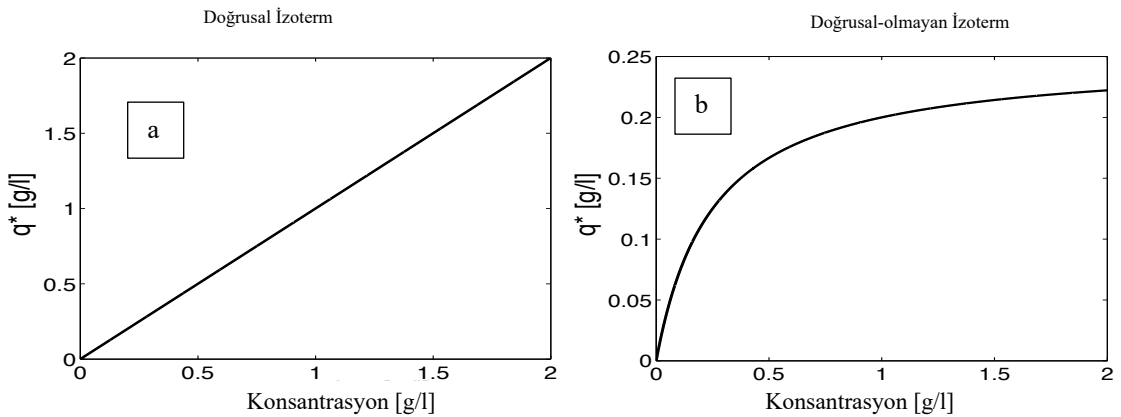 Doğrusal İzoterm
a
2
1.5
1
0.5
0
q* [g/l]
0 0.5 1 1.5 2
Konsantrasyon [g/l]
Doğrusal-olmayan İzoterm
b
0.25
0.2
0.15
0.1
0.05
0
q* [g/l]
0 0.5 1 1.5 2
Konsantrasyon [g/l]